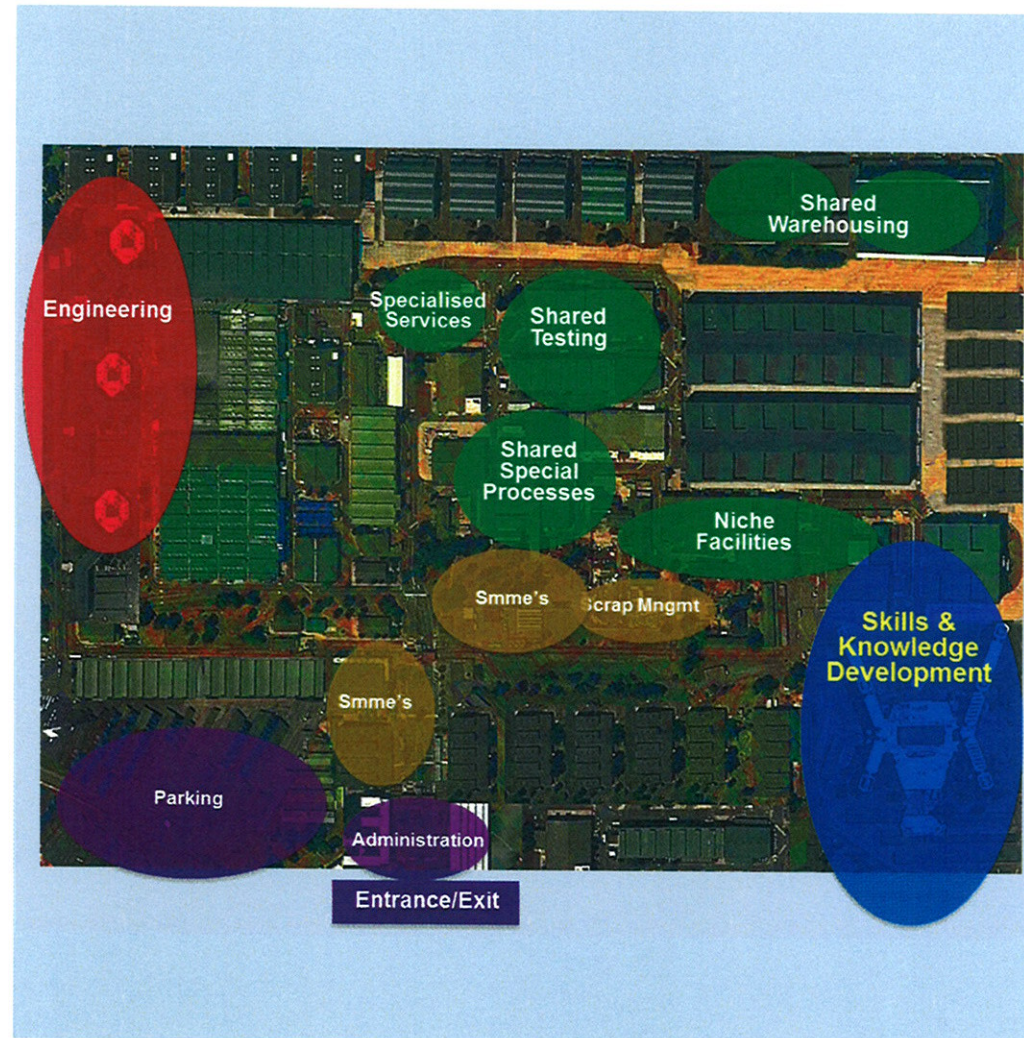 Shared
Warehousing
Engineering
Specialised
Services
Shared
Testing
Shared
Special
Processes
Niche
Facilities
Smme's
Scrap Mngmt
Skills &
Knowledge
Development
Smme's
Parking
Administration
Entrance/Exit